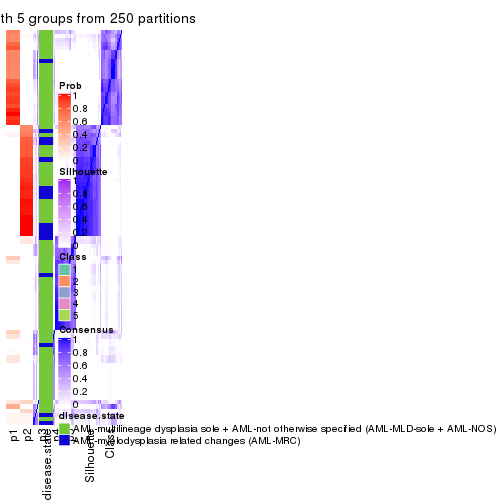 th 5 groups from 250 partitions
Prob
1
0.8
0.6
0.4
0.2
0
Silhouette
1
0.8
0.6
0.4
0.2
0
Class
1
2
3
4
5
Consensus
1
0.8
0.6
0.4
0.2
0
disease.state
AML-multilineage dysplasia sole + AML-not otherwise specified (AML-MLD-sole + AML-NOS)
AML-myelodysplasia related changes (AML-MRC)
p1
p2
p3
disease.state
p4
Silhouette
Class